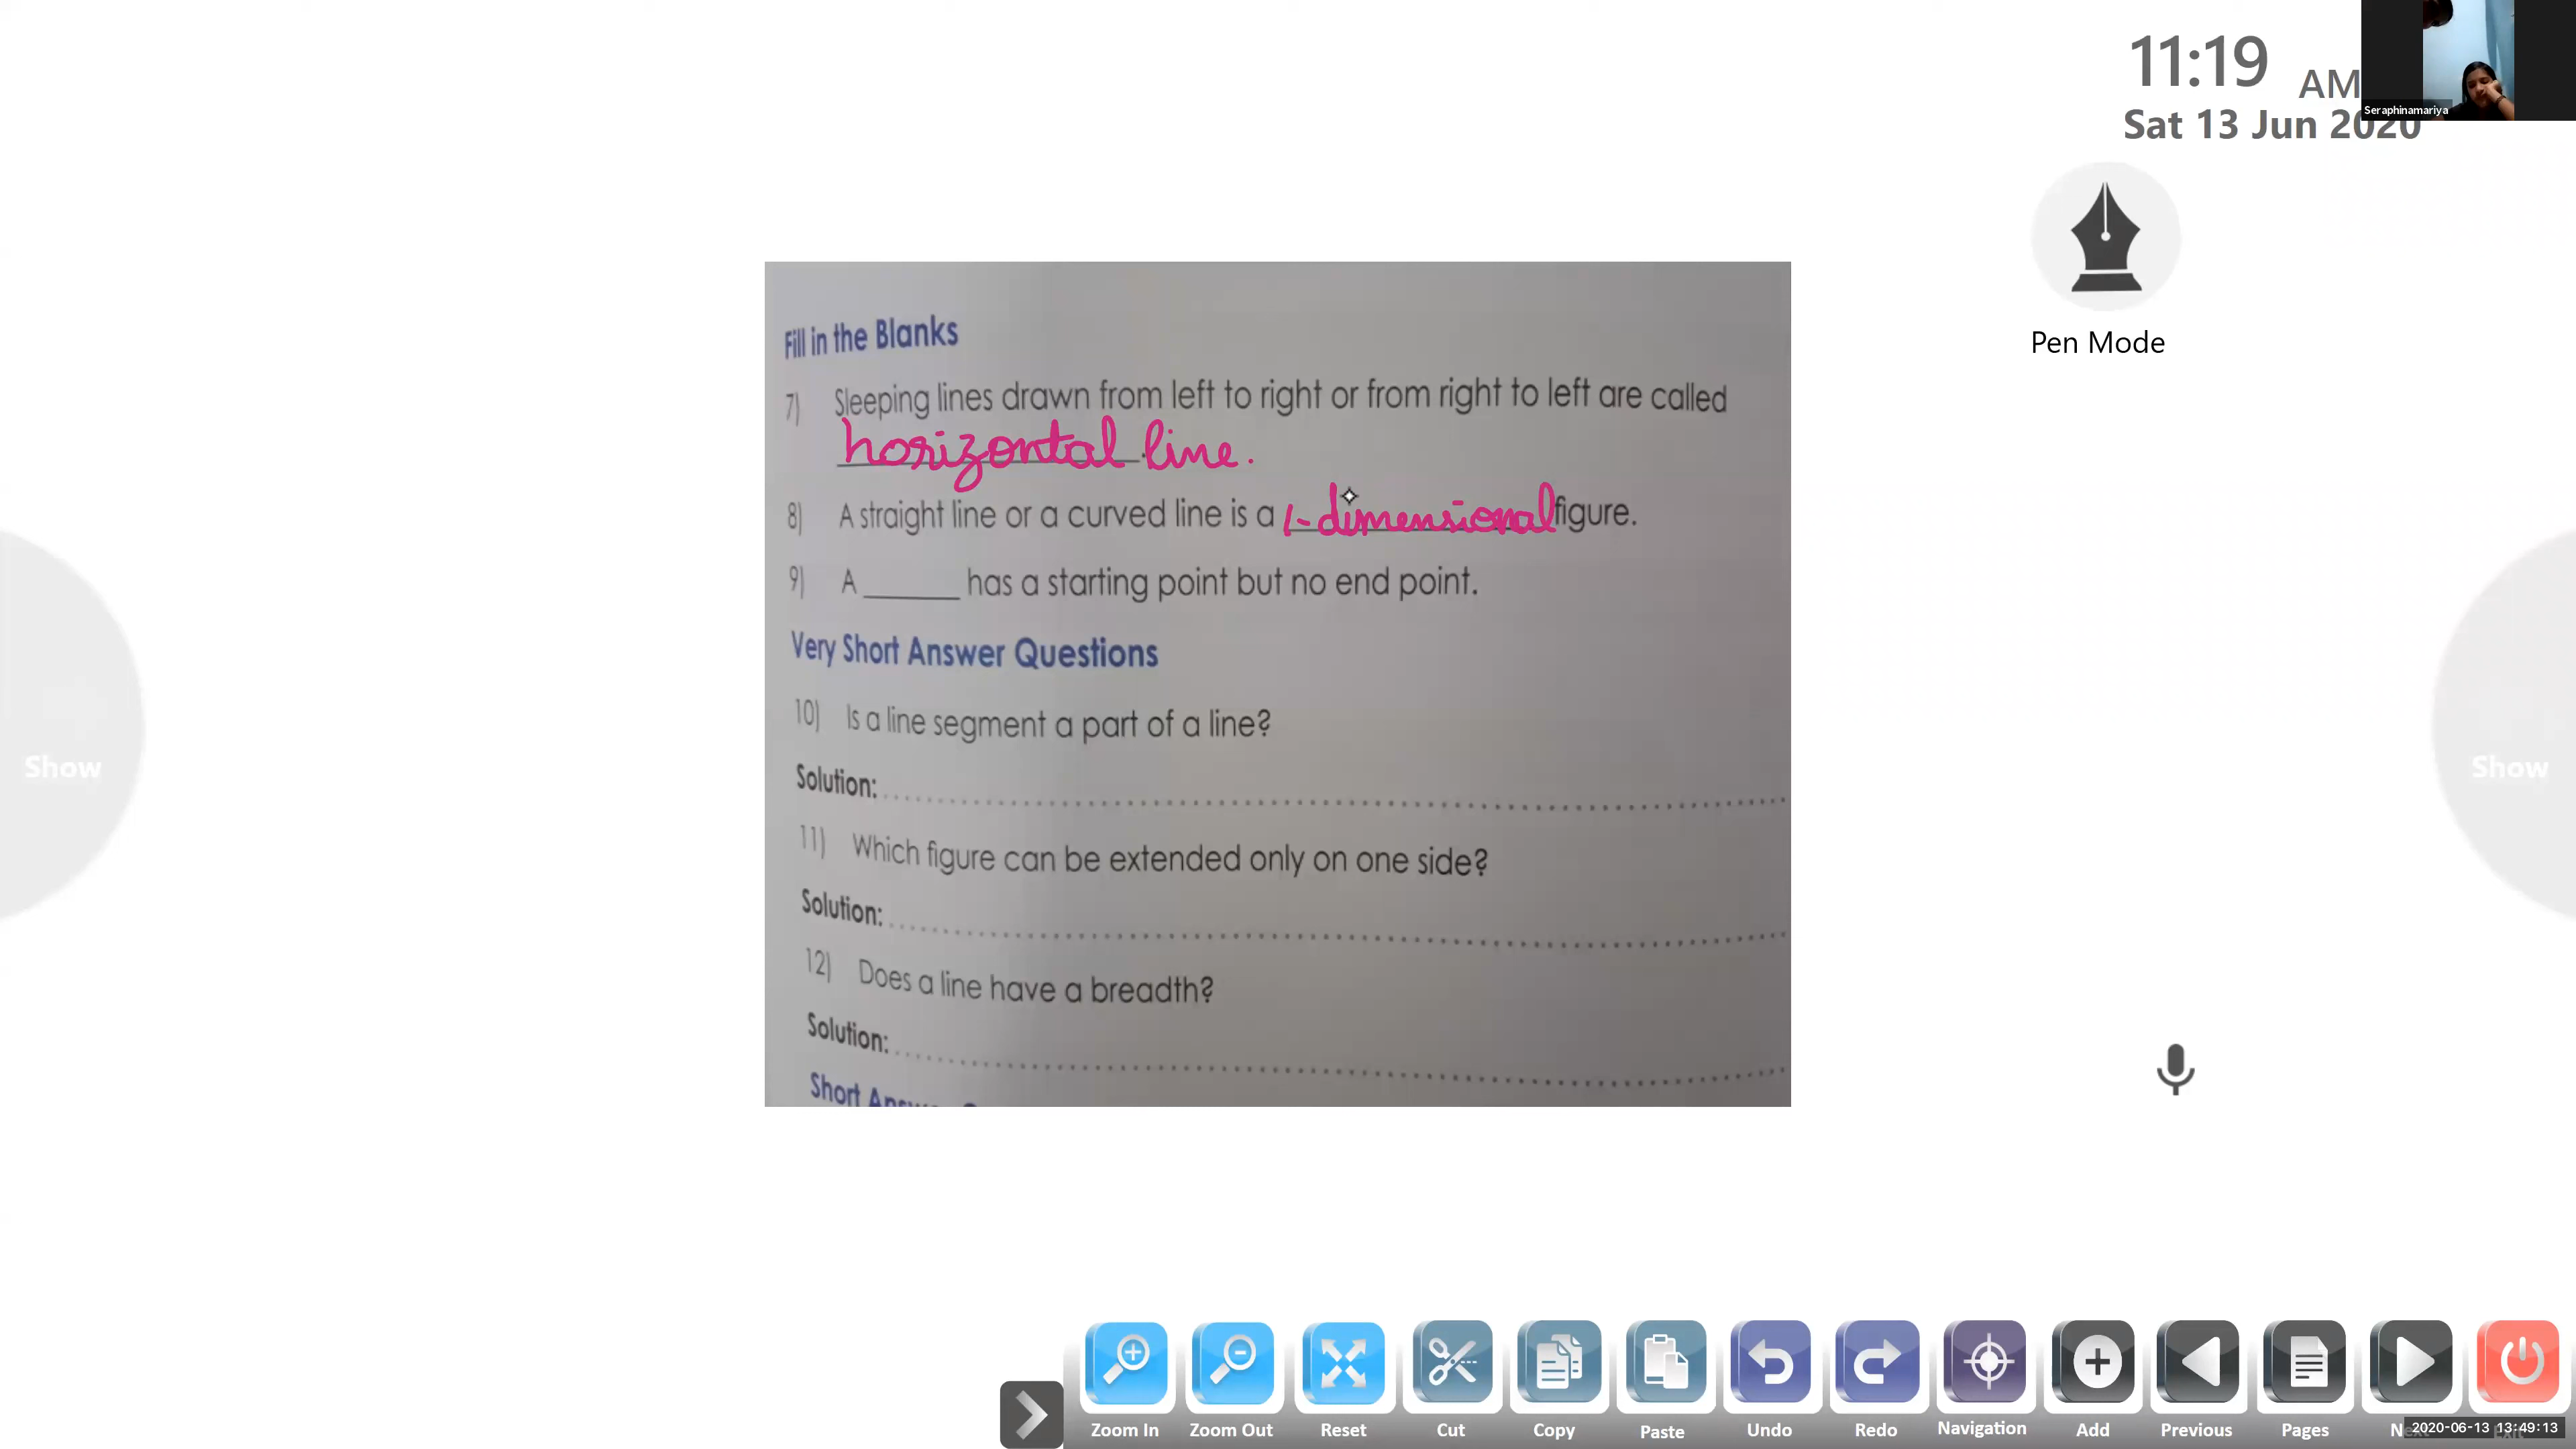 11:19 AM
Seraphinamariya
Sat 13 Jun 2020
Pen Mode
Fill in the Blanks
7) Sleeping lines drawn from left to right or from right to left are called
horizontal line.
8) A straight line or a curved line is a 1-dimensional figure.
9) A ______ has a starting point but no end point.
Very Short Answer Questions
10) Is a line segment a part of a line?
Solution:
11) Which figure can be extended only on one side?
Solution:
12) Does a line have a breadth?
Solution:
Short
Show
Show
Zoom In Zoom Out Reset Cut Copy Paste Undo Redo Navigation Add Previous Pages
2020-06-13 13:49:13